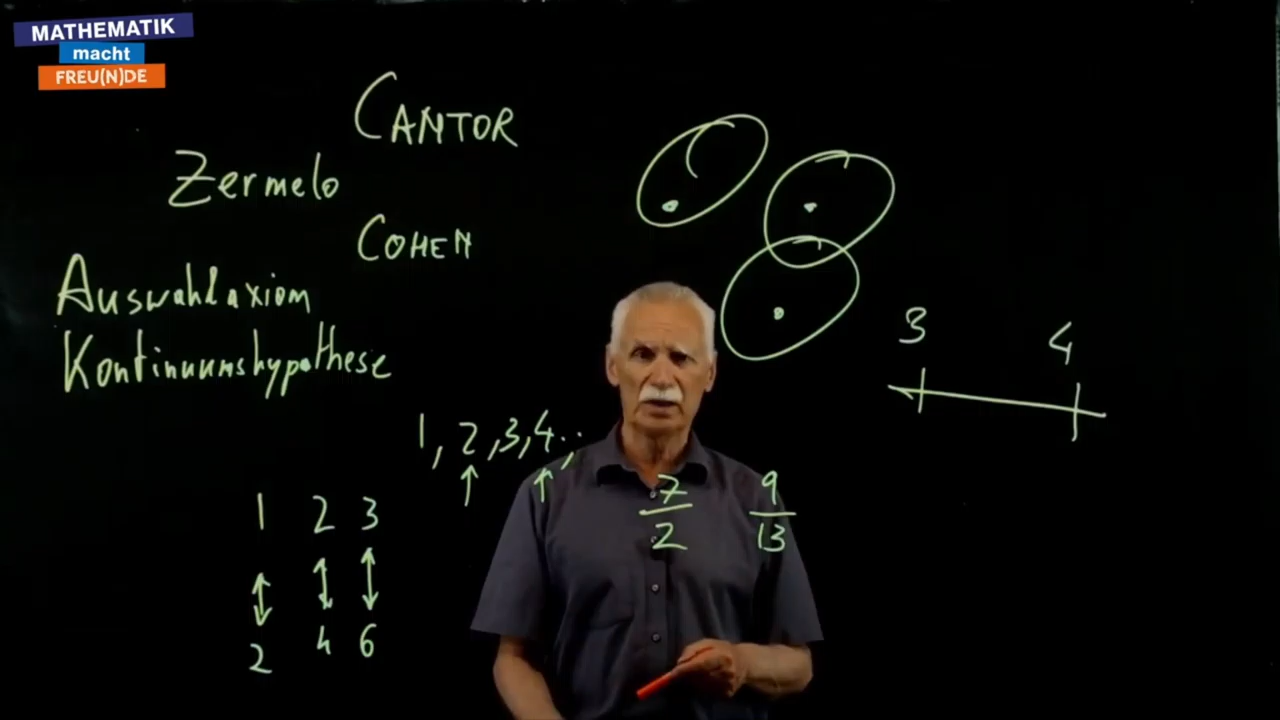 MATHEMATIK
macht
FREU(N)DE
CANTOR
Zermelo
COHEN
Auswahlaxiom
Kontinuumshypothese
3
4
1, 2, 3, 4 . . ,
7/2 9/13
1 2 3
2 4 6